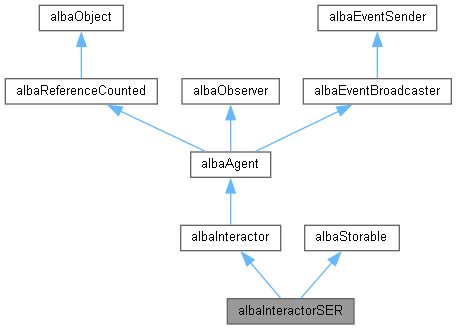 albaObject
albaEventSender
albaReferenceCounted
albaObserver
albaEventBroadcaster
albaAgent
albaInteractor
albaStorable
albaInteractorSER